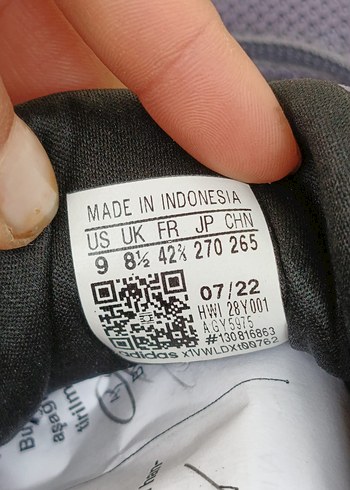 MADE IN INDONESIA
US UK FR JP CHN
9 8½ 42⅔ 270 265
07/22
HWI 28Y001
AGY5975
#130816863
adidas